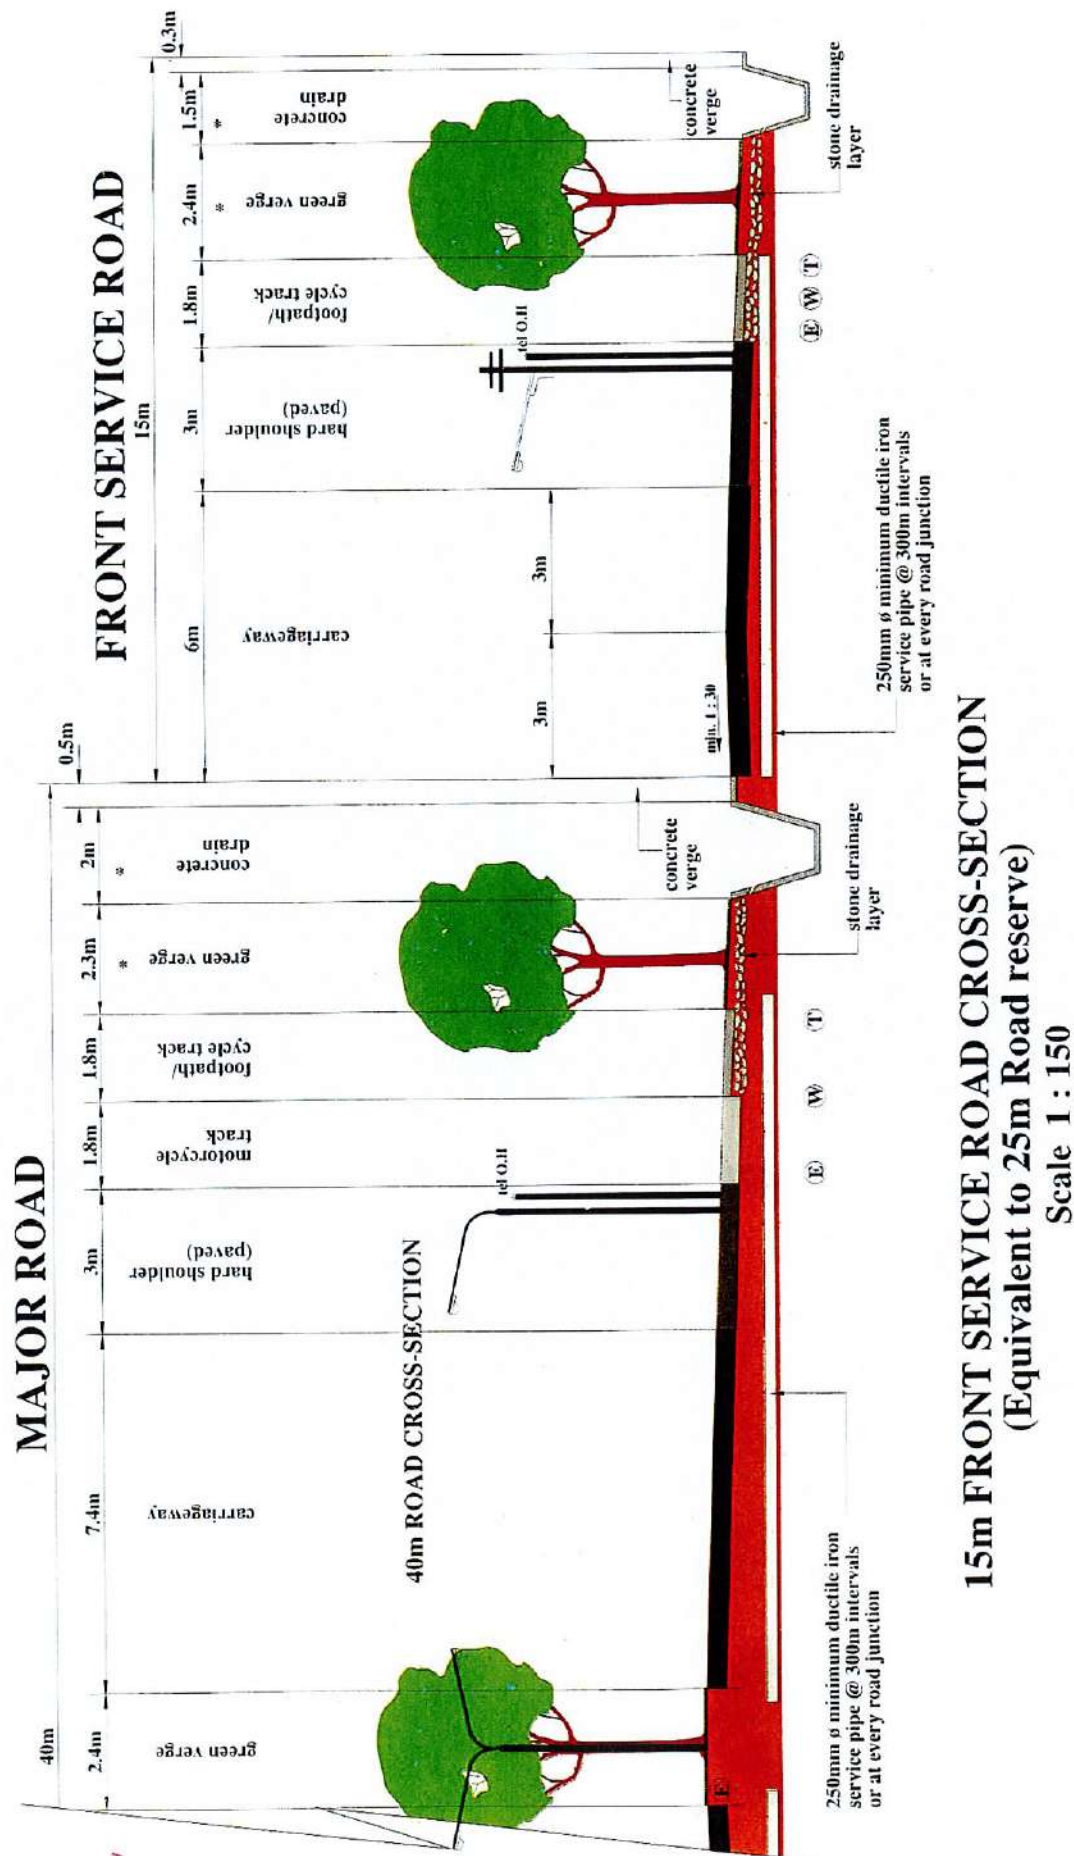 MAJOR ROAD
40m
2.4m
green verge
7.4m
carriageway
3m
hard shoulder
(paved)
1.8m
motorcycle
track
1.8m
footpath/
cycle track
2.3m
*
green verge
2m
*
concrete
drain
0.5m
FRONT SERVICE ROAD
15m
6m
carriageway
3m
hard shoulder
(paved)
1.8m
footpath/
cycle track
2.4m
*
green verge
1.5m
*
concrete
drain
0.3m
40m ROAD CROSS-SECTION
tel O.H
concrete
verge
3m
3m
min. 1 : 30
tel O.H
concrete
verge
E
E
W
T
stone drainage
layer
E W T
stone drainage
layer
250mm ø minimum ductile iron
service pipe @ 300m intervals
or at every road junction
250mm ø minimum ductile iron
service pipe @ 300m intervals
or at every road junction
15m FRONT SERVICE ROAD CROSS-SECTION
(Equivalent to 25m Road reserve)
Scale 1 : 150